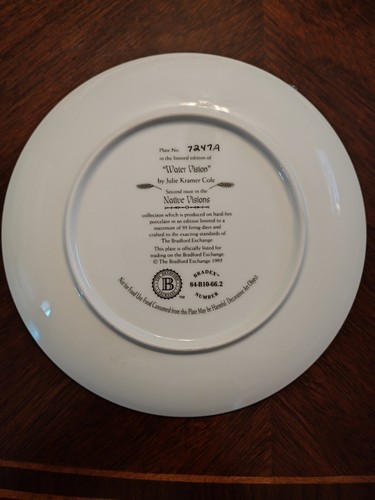 Plate No. 7247A
in the limited edition of
"Water Vision"
by Julie Kramer Cole
Second issue in the
Native Visions
collection which is produced on hard-fire
porcelain in an edition limited to a
maximum of 95 firing days and
crafted to the exacting standards of
The Bradford Exchange
This plate is officially listed for
trading on the Bradford Exchange
© The Bradford Exchange 1995
B
BRADEX™
84-B10-66.2
NUMBER
Not for Food Use. Food Consumed from this Plate May be Harmful. Decorative Art Object.